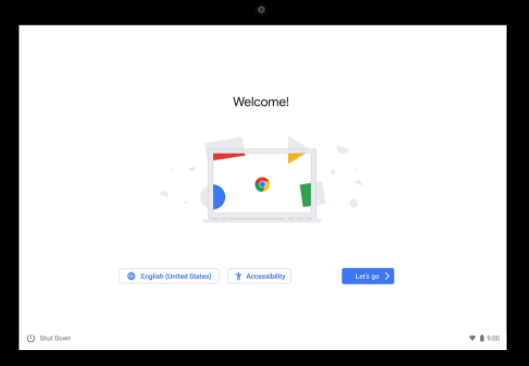 Welcome!
English (United States)
Accessibility
Let's go
Shut Down
9:00